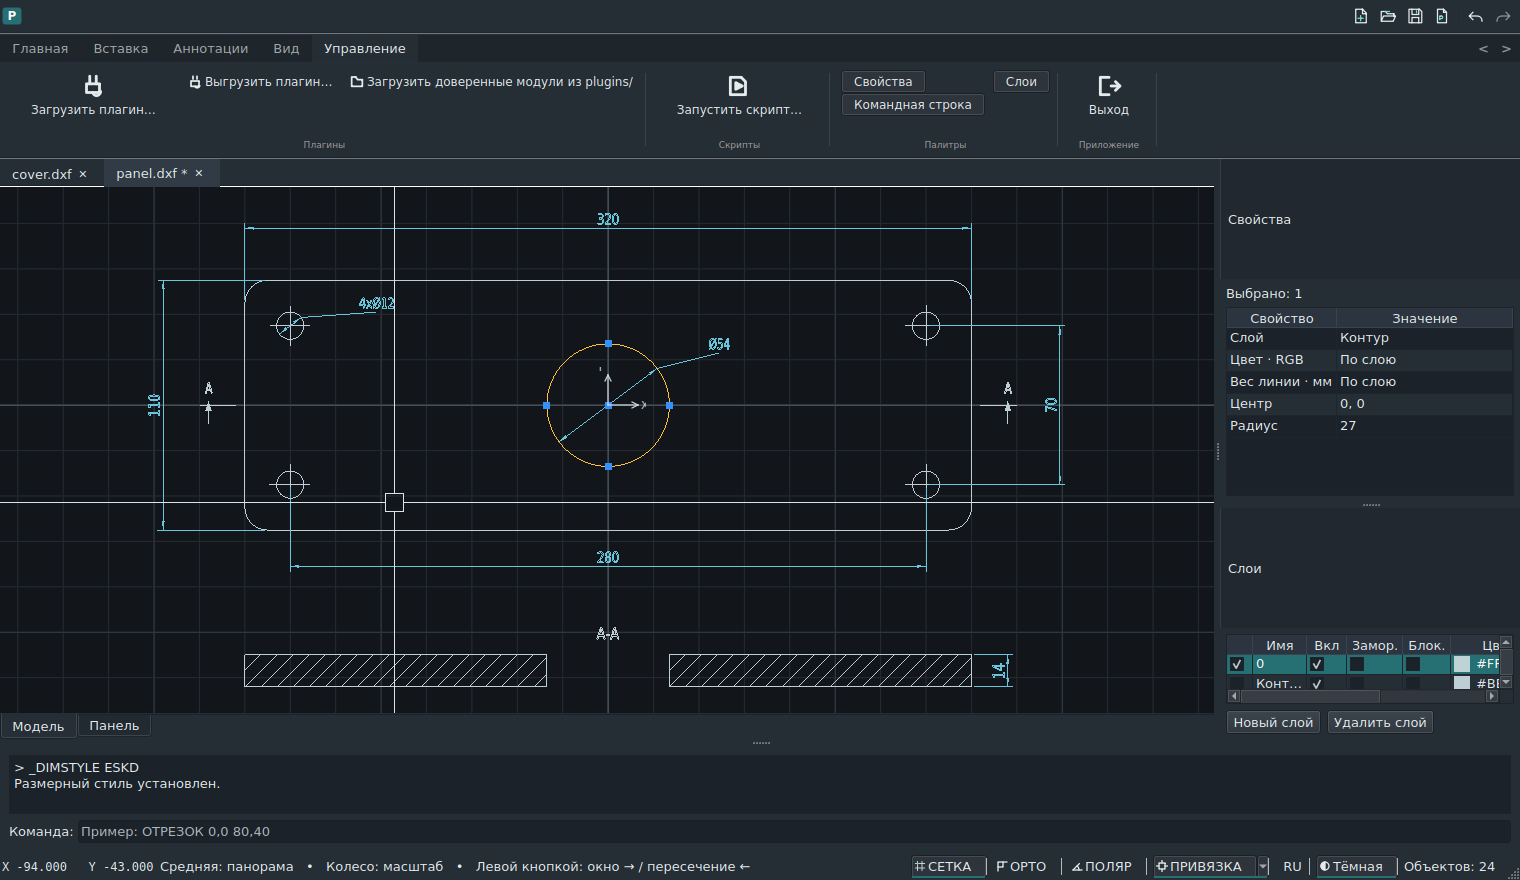 P
Главная Вставка Аннотации Вид Управление < >
Загрузить плагин...
Выгрузить плагин...
Загрузить доверенные модули из plugins/
Плагины
Запустить скрипт...
Скрипты
Свойства Слои
Командная строка
Палитры
Выход
Приложение
cover.dxf ×
panel.dxf * ×
320
4xØ12
Ø54
A
A
110
70
X
280
A-A
14
Свойства
Выбрано: 1
Свойство Значение
Слой Контур
Цвет · RGB По слою
Вес линии · мм По слою
Центр 0, 0
Радиус 27
Слои
Имя Вкл Замор. Блок. Цв
0 #FF
Конт... #BE
Новый слой Удалить слой
Модель Панель
> _DIMSTYLE ESKD
Размерный стиль установлен.
Команда: Пример: ОТРЕЗОК 0,0 80,40
X -94.000 Y -43.000 Средняя: панорама • Колесо: масштаб • Левой кнопкой: окно → / пересечение ←
СЕТКА ОРТО ПОЛЯР ПРИВЯЗКА RU Тёмная Объектов: 24